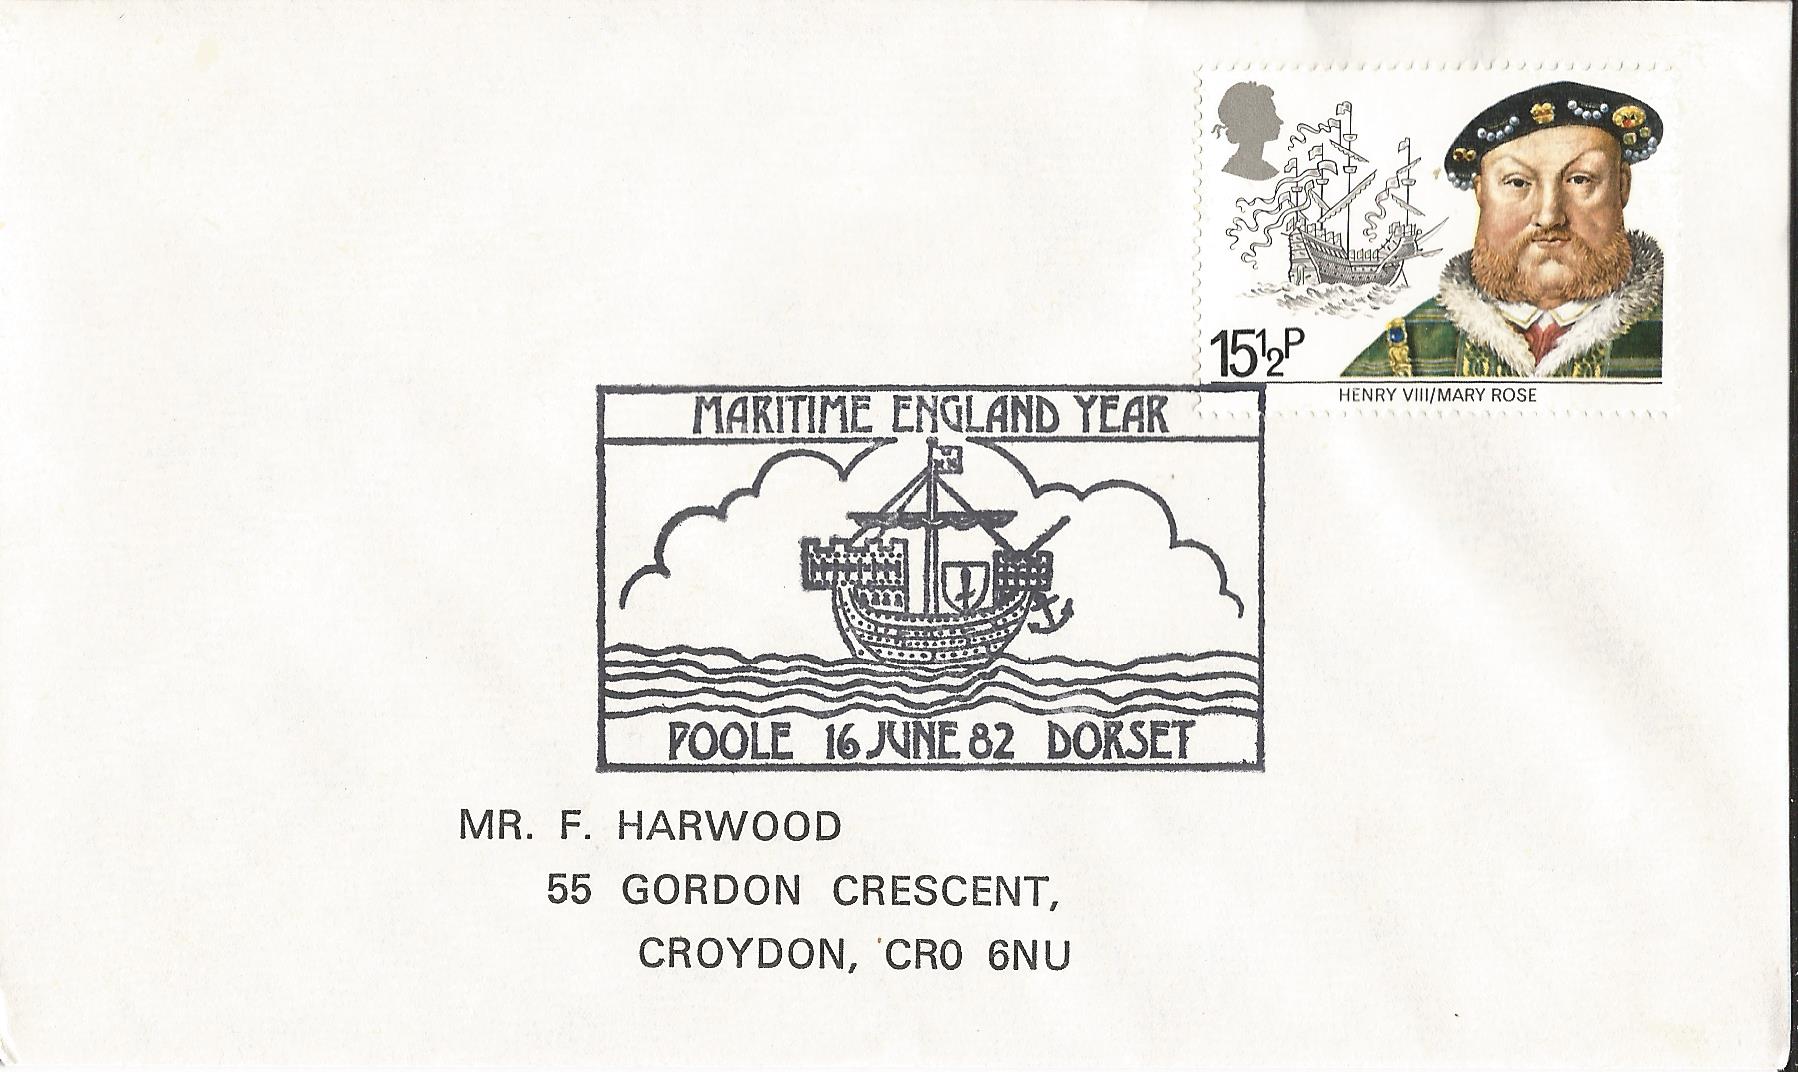 15½P
HENRY VIII/MARY ROSE
MARITIME ENGLAND YEAR
POOLE 16 JUNE 82 DORSET
MR. F. HARWOOD
55 GORDON CRESCENT,
CROYDON, CR0 6NU